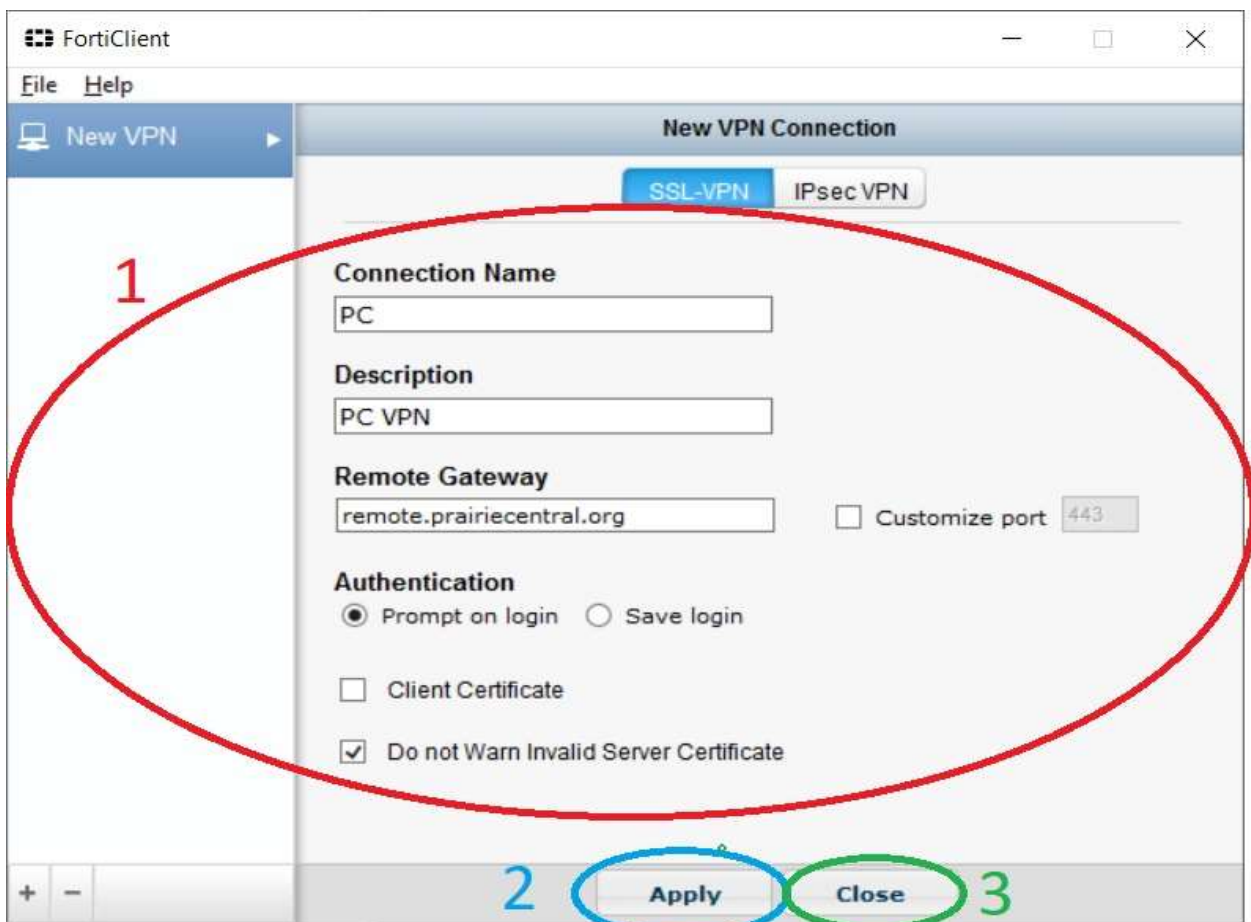 FortiClient
File Help
New VPN
New VPN Connection
SSL-VPN IPsec VPN
1
Connection Name
PC
Description
PC VPN
Remote Gateway
remote.prairiecentral.org Customize port 443
Authentication
Prompt on login Save login
Client Certificate
Do not Warn Invalid Server Certificate
+ - 2 Apply Close 3